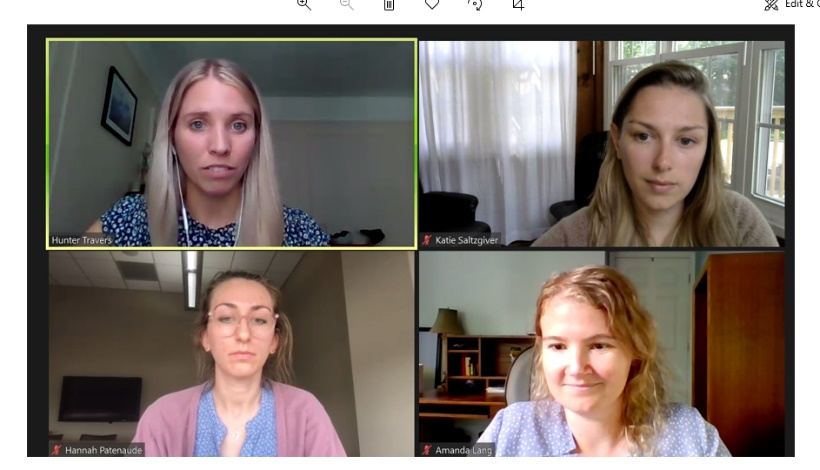 Edit & C
Hunter Travers
Katie Saltzgiver
Hannah Patenaude
Amanda Lang